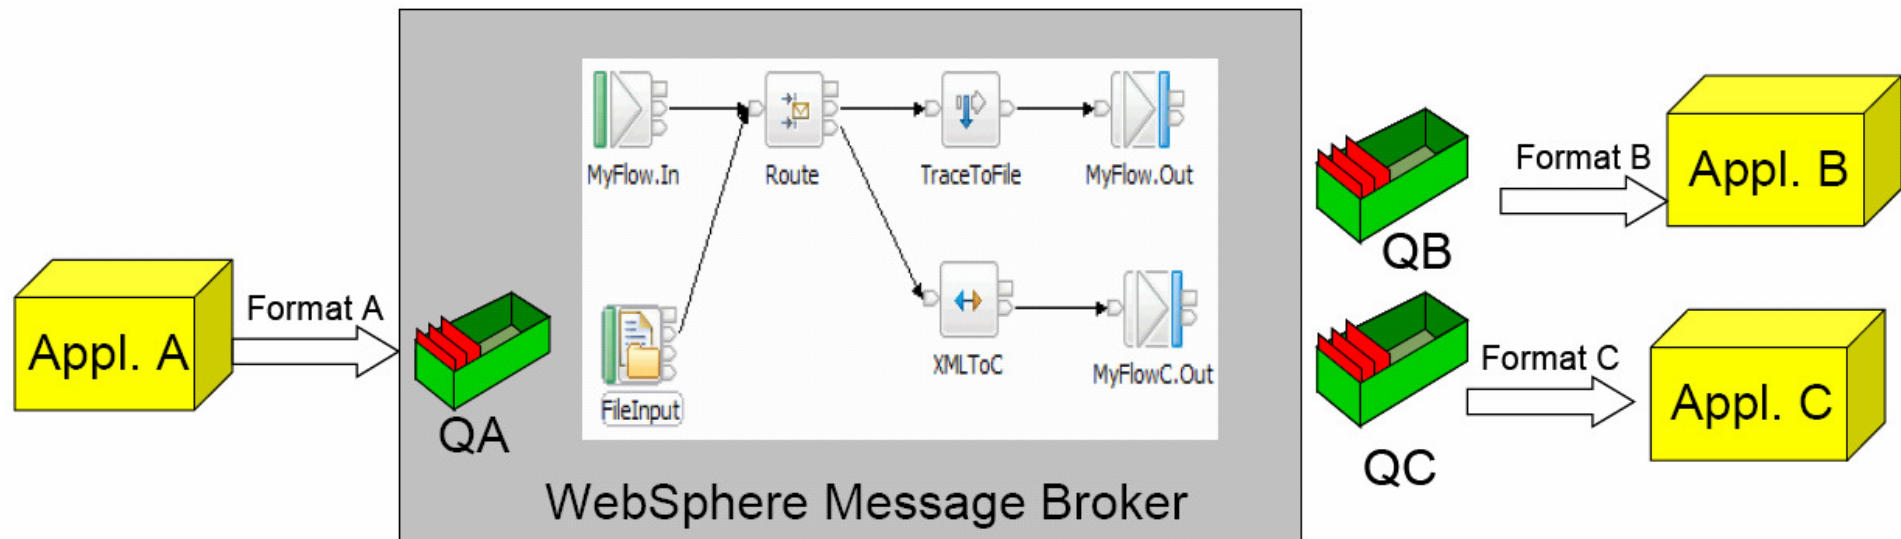 MyFlow.In
Route
TraceToFile
MyFlow.Out
Format B
Appl. B
QB
Format A
Appl. A
QA
FileInput
XMLToC
MyFlowC.Out
Format C
Appl. C
QC
WebSphere Message Broker